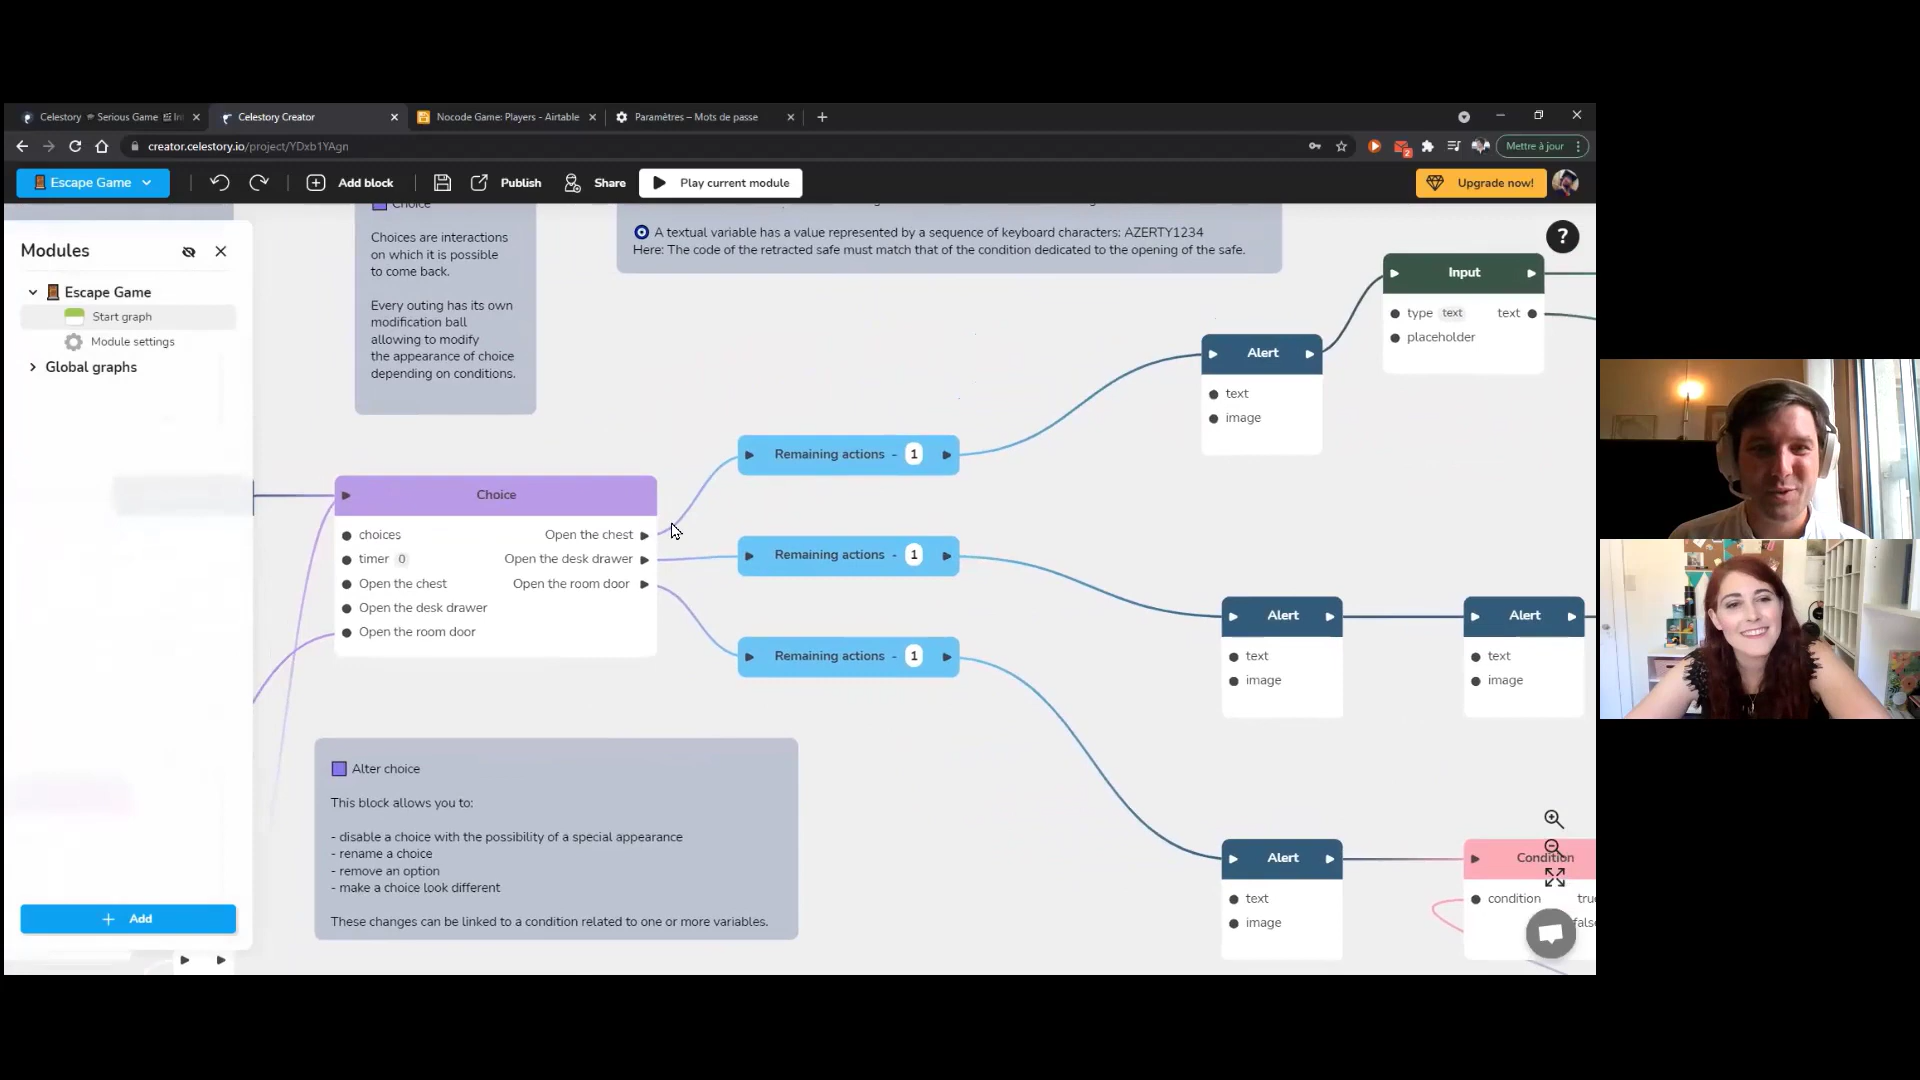 Celestory
Serious Game
Celestory Creator
Nocode Game: Players - Airtable
Paramètres – Mots de passe
creator.celestory.io/project/YDxb1YAgn
2
Mettre à jour
Escape Game
Add block
Publish
Share
Play current module
Upgrade now!
Modules
Escape Game
Start graph
Module settings
Global graphs
Add
Choice
Choices are interactions
on which it is possible
to come back.
Every outing has its own
modification ball
allowing to modify
the appearance of choice
depending on conditions.
A textual variable has a value represented by a sequence of keyboard characters: AZERTY1234
Here: The code of the retracted safe must match that of the condition dedicated to the opening of the safe.
?
Input
type text
text
placeholder
Alert
text
image
Remaining actions - 1
Choice
choices
Open the chest
timer 0
Open the desk drawer
Open the chest
Open the room door
Open the desk drawer
Open the room door
Remaining actions - 1
Remaining actions - 1
Alert
text
image
Alert
text
image
Alter choice
This block allows you to:
- disable a choice with the possibility of a special appearance
- rename a choice
- remove an option
- make a choice look different
These changes can be linked to a condition related to one or more variables.
Alert
text
image
Condition
condition